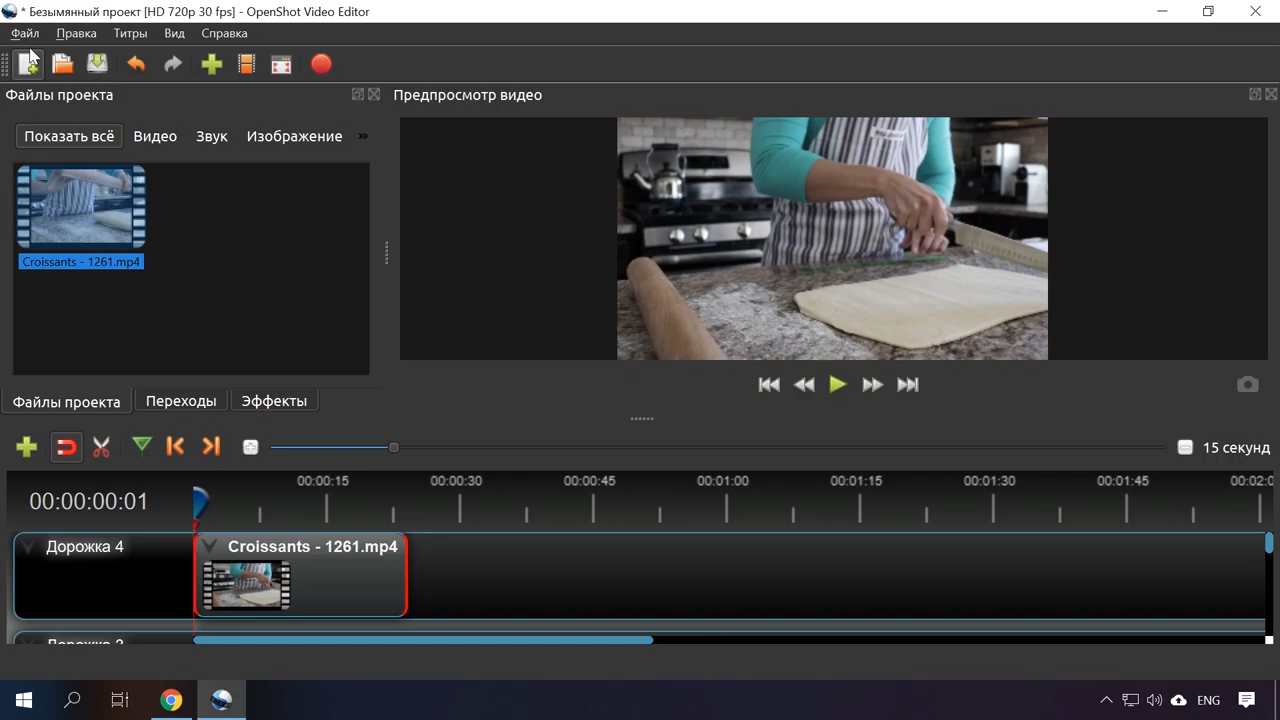 * Безымянный проект [HD 720p 30 fps] - OpenShot Video Editor
Файл Правка Титры Вид Справка
Файлы проекта
Предпросмотр видео
Показать всё Видео Звук Изображение »
Croissants - 1261.mp4
Файлы проекта Переходы Эффекты
15 секунд
00:00:00:01
00:00:15 00:00:30 00:00:45 00:01:00 00:01:15 00:01:30 00:01:45 00:02:0
Дорожка 4
Croissants - 1261.mp4
ENG